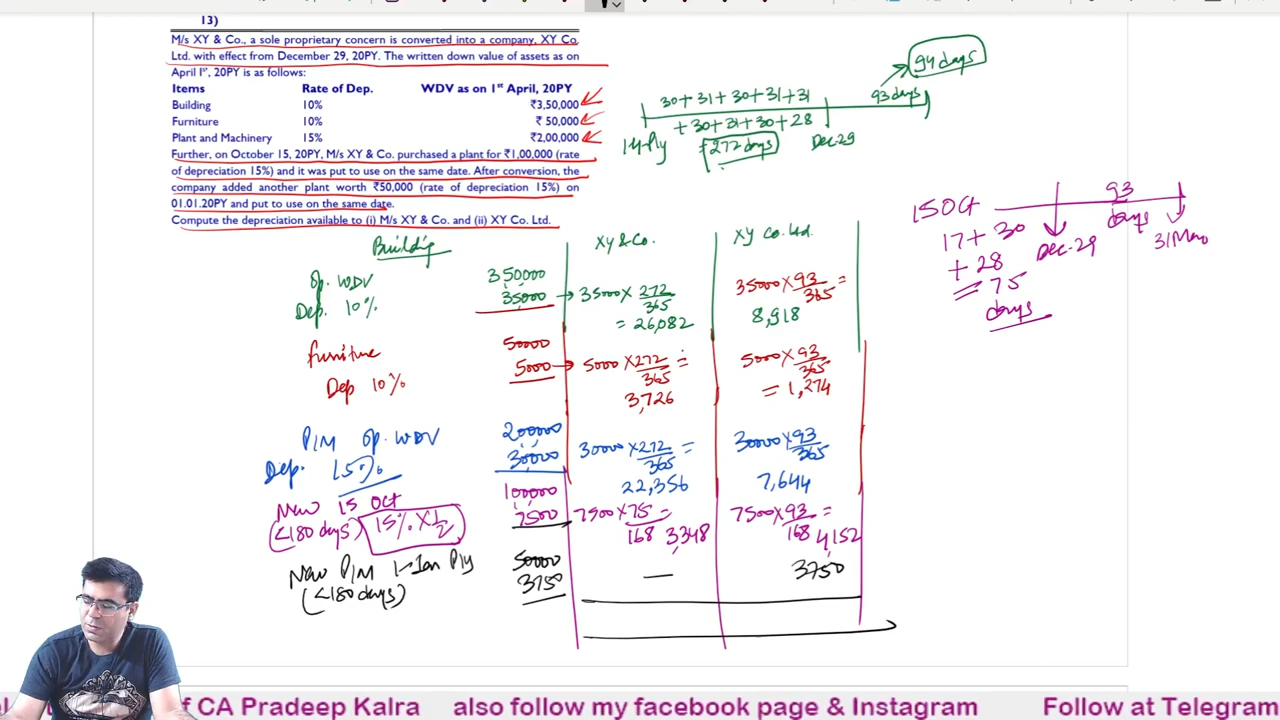 13)
M/s XY & Co., a sole proprietary concern is converted into a company, XY Co.
Ltd. with effect from December 29, 20PY. The written down value of assets as on
April 1st, 20PY is as follows:
Items Rate of Dep. WDV as on 1st April, 20PY
Building 10% ₹3,50,000
Furniture 10% ₹ 50,000
Plant and Machinery 15% ₹2,00,000
Further, on October 15, 20PY, M/s XY & Co. purchased a plant for ₹1,00,000 (rate
of depreciation 15%) and it was put to use on the same date. After conversion, the
company added another plant worth ₹50,000 (rate of depreciation 15%) on
01.01.20PY and put to use on the same date.
Compute the depreciation available to (i) M/s XY & Co. and (ii) XY Co. Ltd.
94 days
30+31+30+31+31 93 days
+30+31+30+28
=272 days Dec-29
15 Oct 93 days
17+30 Dec-29 31 Mar
+28
=75
days
Building XY & Co. XY Co. Ltd.
Op. WDV 350000
Dep. 10% 35000 → 35000 × 272/365 35000 × 93/365 =
= 26,082 8,918
Furniture 50000
Dep 10% 5000 → 5000 × 272/365 = 5000 × 93/365
3,726 = 1,274
P/M Op. WDV 200000
Dep. 15% 30000 30000 × 272/365 = 30000 × 93/365
22,356 7,644
New 15 Oct 100000
(<180 days) 15% × 1/2 7500 7500 × 75/168 = 3348 7500 × 93/168 = 4152
New P/M 1-Jan Ply 50000
(<180 days) 3750 — 3750
of CA Pradeep Kalra also follow my facebook page & Instagram Follow at Telegram